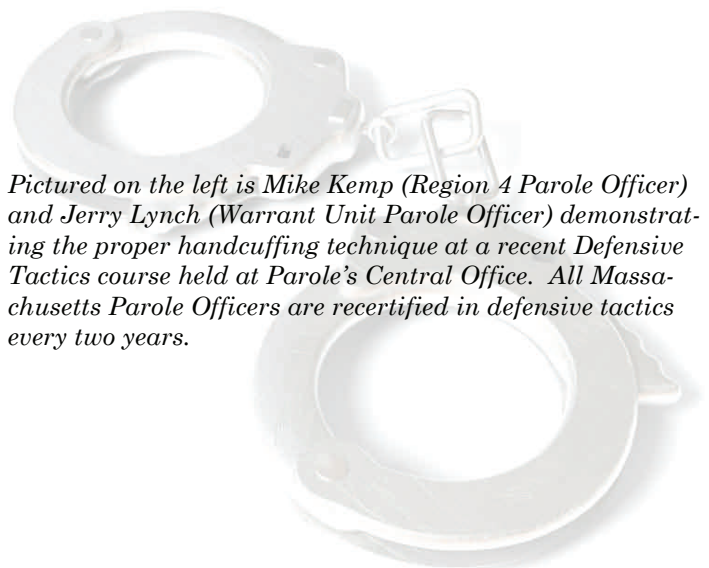 Pictured on the left is Mike Kemp (Region 4 Parole Officer)
and Jerry Lynch (Warrant Unit Parole Officer) demonstrat-
ing the proper handcuffing technique at a recent Defensive
Tactics course held at Parole's Central Office.  All Massa-
chusetts Parole Officers are recertified in defensive tactics
every two years.